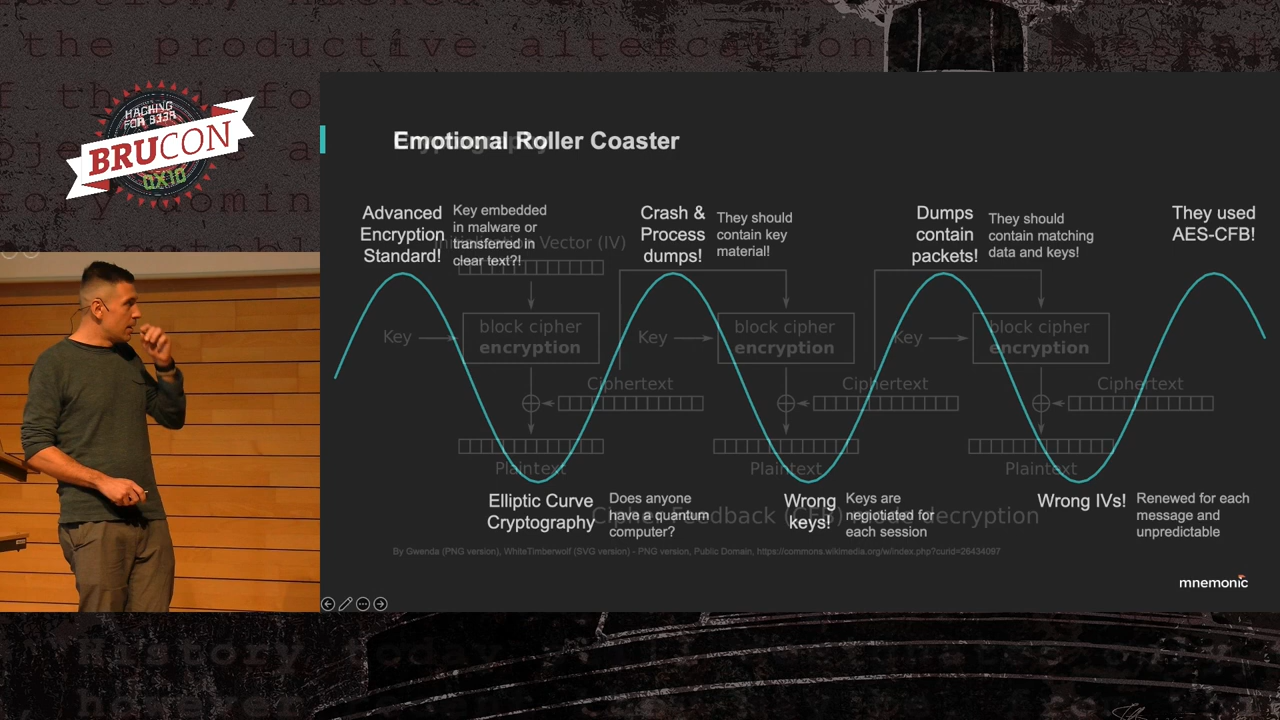 the productive altercation
HACKING
FOR B33R
BRUCON
0X10
Emotional Roller Coaster
Advanced
Encryption
Standard!
Key embedded
in malware or
transferred in
clear text?!
Initialization Vector (IV)
Crash &
Process
dumps!
They should
contain key
material!
Dumps
contain
packets!
They should
contain matching
data and keys!
They used
AES-CFB!
Key
block cipher
encryption
Key
block cipher
encryption
Key
block cipher
encryption
Ciphertext
Ciphertext
Ciphertext
Plaintext
Plaintext
Plaintext
Elliptic Curve
Cryptography
Does anyone
have a quantum
computer?
Wrong
keys!
Keys are
negotiated for
each session
Wrong IVs!
Renewed for each
message and
unpredictable
Cipher Feedback (CFB) mode decryption
By Gwenda (PNG version), WhiteTimberwolf (SVG version) - PNG version, Public Domain, https://commons.wikimedia.org/w/index.php?curid=26434097
mnemonic
History today
however